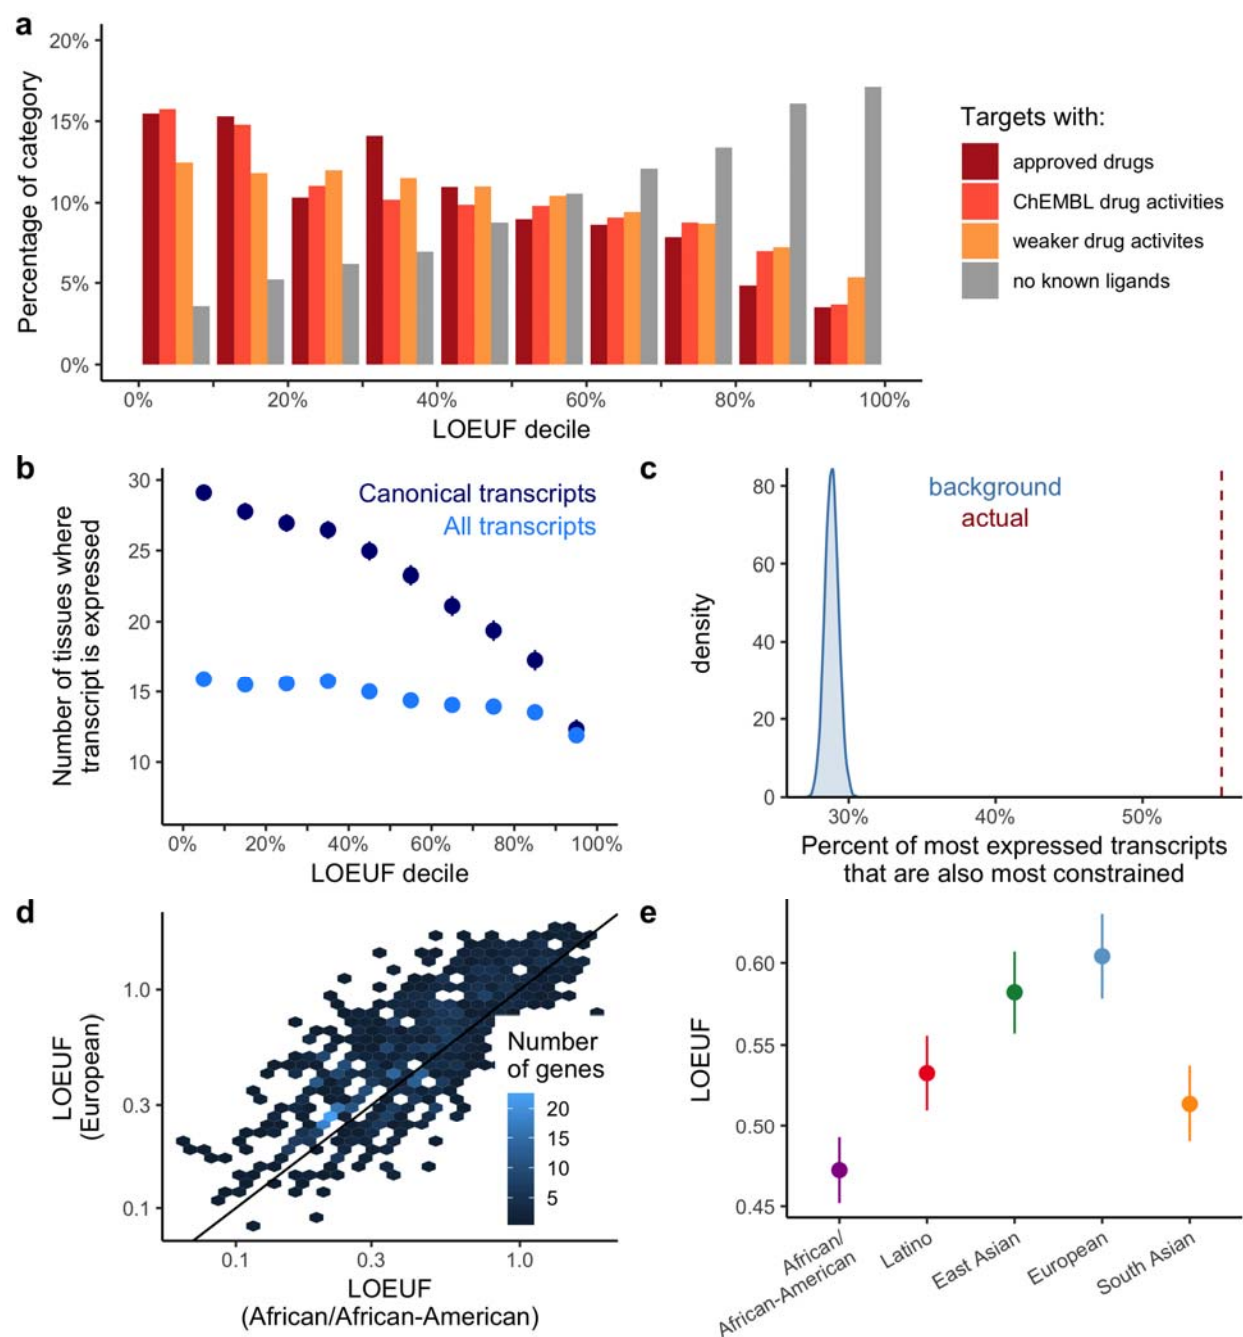 a
20%
15%
10%
5%
0%
Percentage of category
0%
20%
40%
60%
80%
100%
LOEUF decile
Targets with:
approved drugs
ChEMBL drug activities
weaker drug activites
no known ligands
b
30
25
20
15
10
Number of tissues where
transcript is expressed
Canonical transcripts
All transcripts
0%
20%
40%
60%
80%
100%
LOEUF decile
c
80
60
40
20
0
density
background
actual
30%
40%
50%
Percent of most expressed transcripts
that are also most constrained
d
1.0
0.3
0.1
LOEUF
(European)
Number
of genes
20
15
10
5
0.1
0.3
1.0
LOEUF
(African/African-American)
e
0.60
0.55
0.50
0.45
LOEUF
African/
African-American
Latino
East Asian
European
South Asian